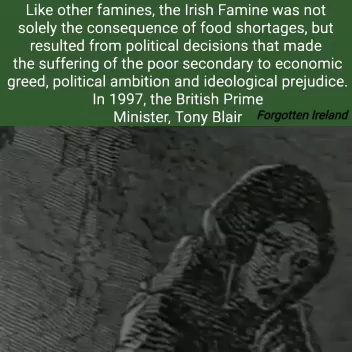 Like other famines, the Irish Famine was not
solely the consequence of food shortages, but
resulted from political decisions that made
the suffering of the poor secondary to economic
greed, political ambition and ideological prejudice.
In 1997, the British Prime
Minister, Tony Blair
Forgotten Ireland